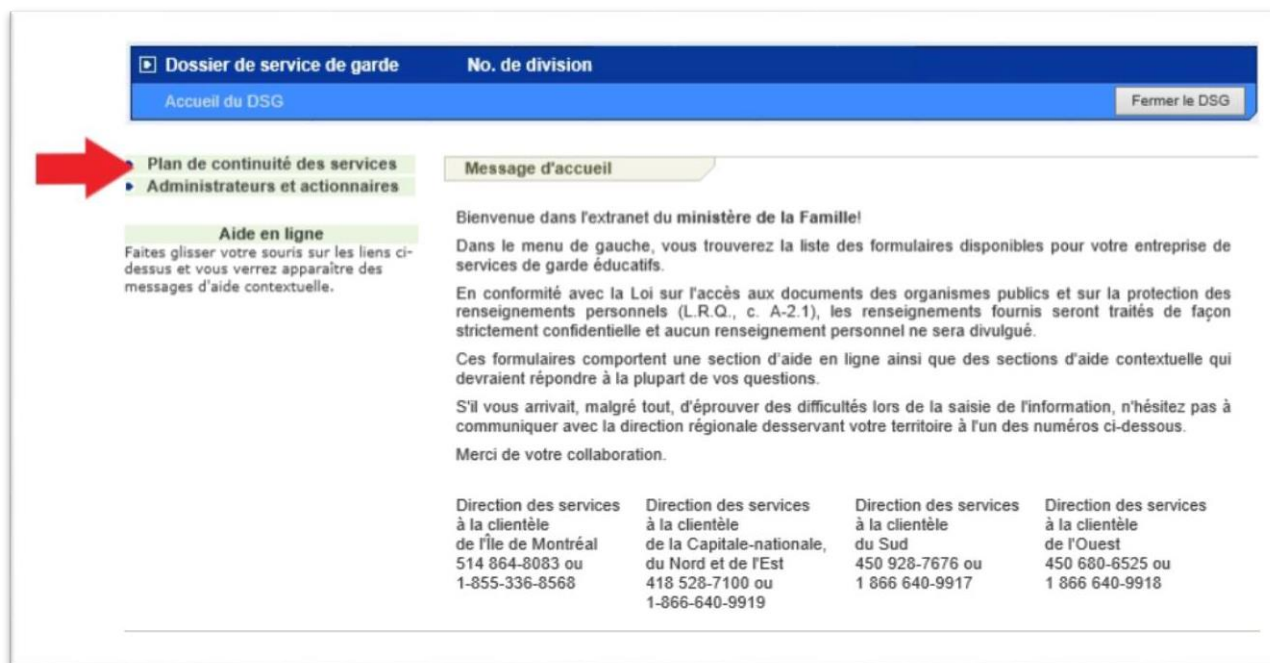 Dossier de service de garde No. de division
Accueil du DSG Fermer le DSG
Plan de continuité des services
Administrateurs et actionnaires
Aide en ligne
Faites glisser votre souris sur les liens ci-
dessus et vous verrez apparaître des
messages d'aide contextuelle.
Message d'accueil
Bienvenue dans l'extranet du ministère de la Famille!
Dans le menu de gauche, vous trouverez la liste des formulaires disponibles pour votre entreprise de
services de garde éducatifs.
En conformité avec la Loi sur l'accès aux documents des organismes publics et sur la protection des
renseignements personnels (L.R.Q., c. A-2.1), les renseignements fournis seront traités de façon
strictement confidentielle et aucun renseignement personnel ne sera divulgué.
Ces formulaires comportent une section d'aide en ligne ainsi que des sections d'aide contextuelle qui
devraient répondre à la plupart de vos questions.
S'il vous arrivait, malgré tout, d'éprouver des difficultés lors de la saisie de l'information, n'hésitez pas à
communiquer avec la direction régionale desservant votre territoire à l'un des numéros ci-dessous.
Merci de votre collaboration.
Direction des services
à la clientèle
de l'Île de Montréal
514 864-8083 ou
1-855-336-8568
Direction des services
à la clientèle
de la Capitale-nationale,
du Nord et de l'Est
418 528-7100 ou
1-866-640-9919
Direction des services
à la clientèle
du Sud
450 928-7676 ou
1 866 640-9917
Direction des services
à la clientèle
de l'Ouest
450 680-6525 ou
1 866 640-9918